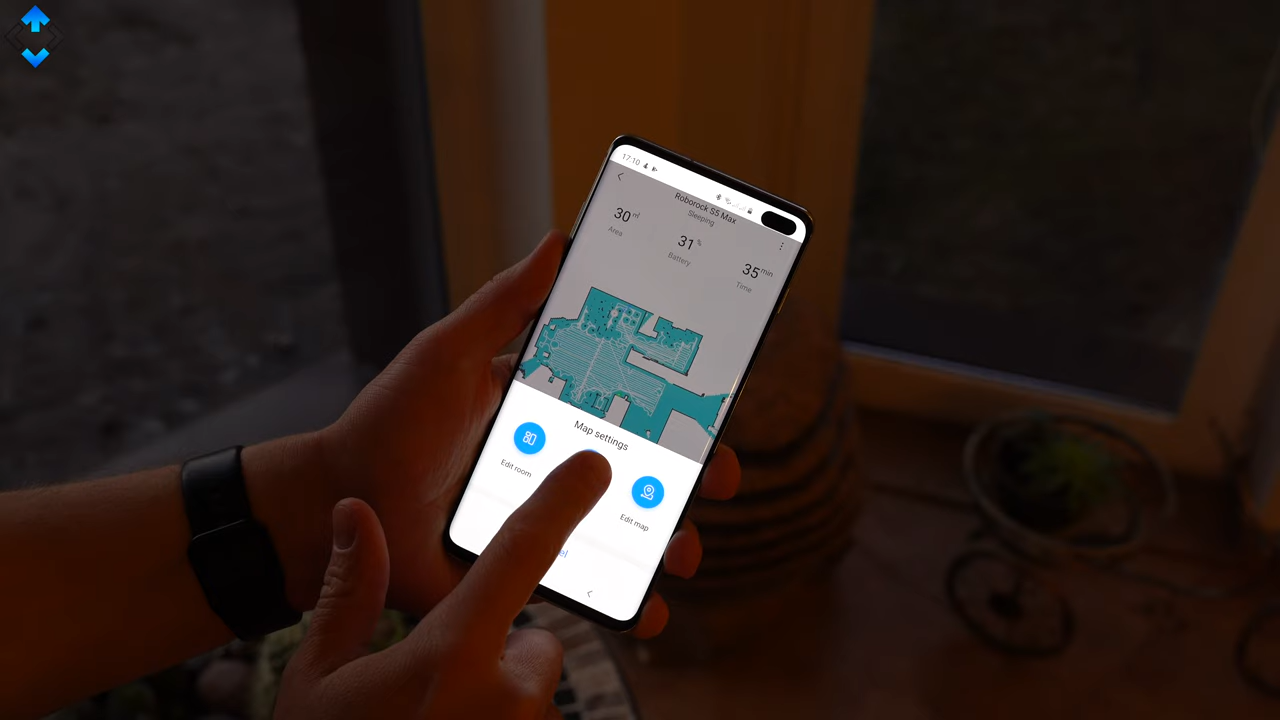 17:10
Roborock S5 Max
Sleeping
30 m²
Area
31 %
Battery
35 min
Time
Map settings
Edit room
Edit map
el